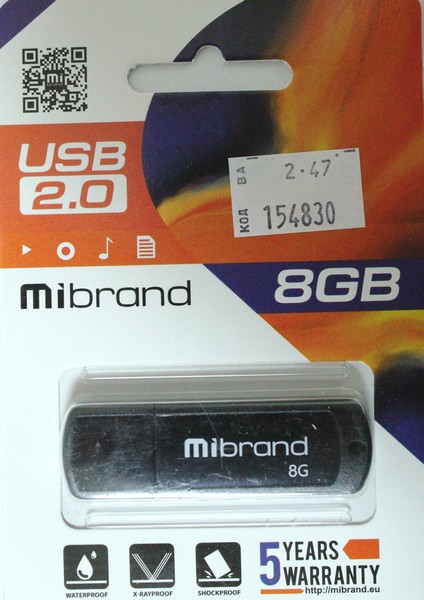 mi
USB
2.0
ВА 2.47
КОД 154830
mibrand
8GB
mibrand
8G
WATERPROOF
X-RAYPROOF
SHOCKPROOF
5 YEARS
WARRANTY
http://mibrand.eu